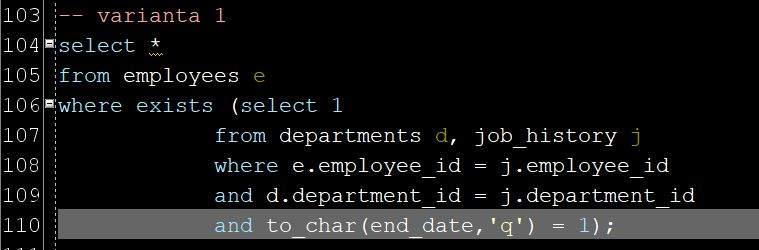 103 -- varianta 1
104 select *
105 from employees e
106 where exists (select 1
107 from departments d, job_history j
108 where e.employee_id = j.employee_id
109 and d.department_id = j.department_id
110 and to_char(end_date,'q') = 1);